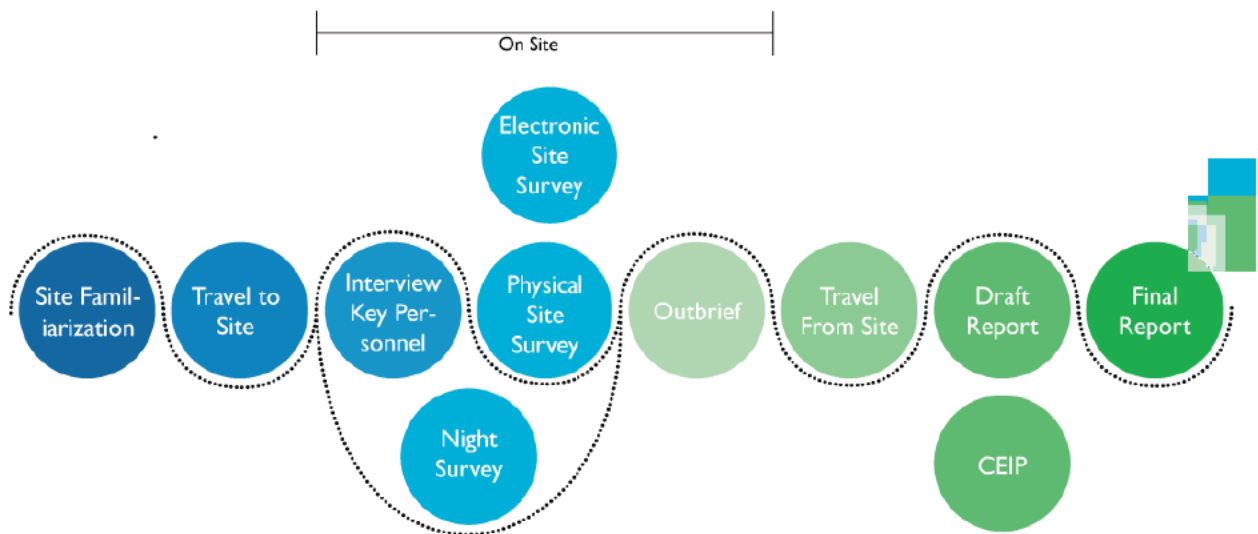 On Site
Electronic
Site
Survey
Site Famil-
iarization
Travel to
Site
Interview
Key Per-
sonnel
Physical
Site
Survey
Outbrief
Travel
From Site
Draft
Report
Final
Report
Night
Survey
CEIP